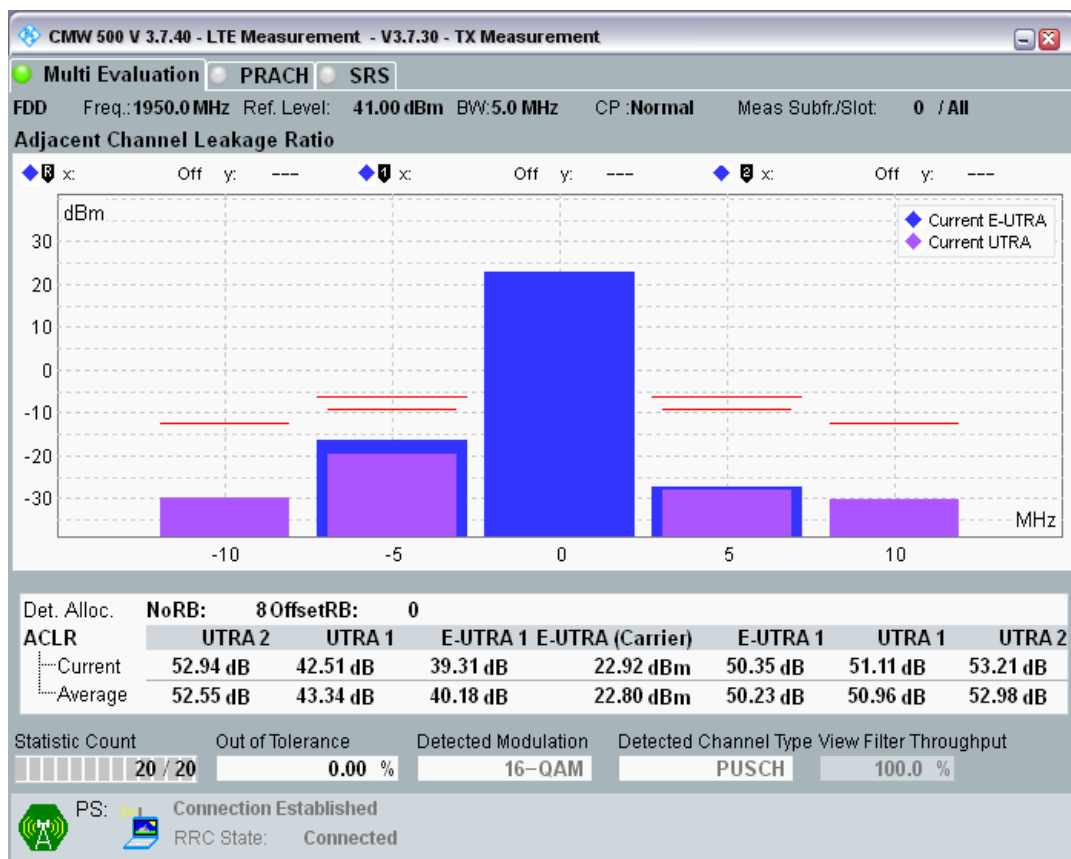 CMW 500 V 3.7.40 - LTE Measurement - V3.7.30 - TX Measurement
Multi Evaluation PRACH SRS
FDD Freq.: 1950.0 MHz Ref. Level: 41.00 dBm BW: 5.0 MHz CP : Normal Meas Subfr./Slot: 0 / All
Adjacent Channel Leakage Ratio
R x: Off y: --- 1 x: Off y: --- 2 x: Off y: ---
dBm
Current E-UTRA
Current UTRA
30
20
10
0
-10
-20
-30
MHz
-10 -5 0 5 10
Det. Alloc. NoRB: 8 OffsetRB: 0
ACLR UTRA 2 UTRA 1 E-UTRA 1 E-UTRA (Carrier) E-UTRA 1 UTRA 1 UTRA 2
Current 52.94 dB 42.51 dB 39.31 dB 22.92 dBm 50.35 dB 51.11 dB 53.21 dB
Average 52.55 dB 43.34 dB 40.18 dB 22.80 dBm 50.23 dB 50.96 dB 52.98 dB
Statistic Count Out of Tolerance Detected Modulation Detected Channel Type View Filter Throughput
20 / 20 0.00 % 16-QAM PUSCH 100.0 %
PS: Connection Established
RRC State: Connected